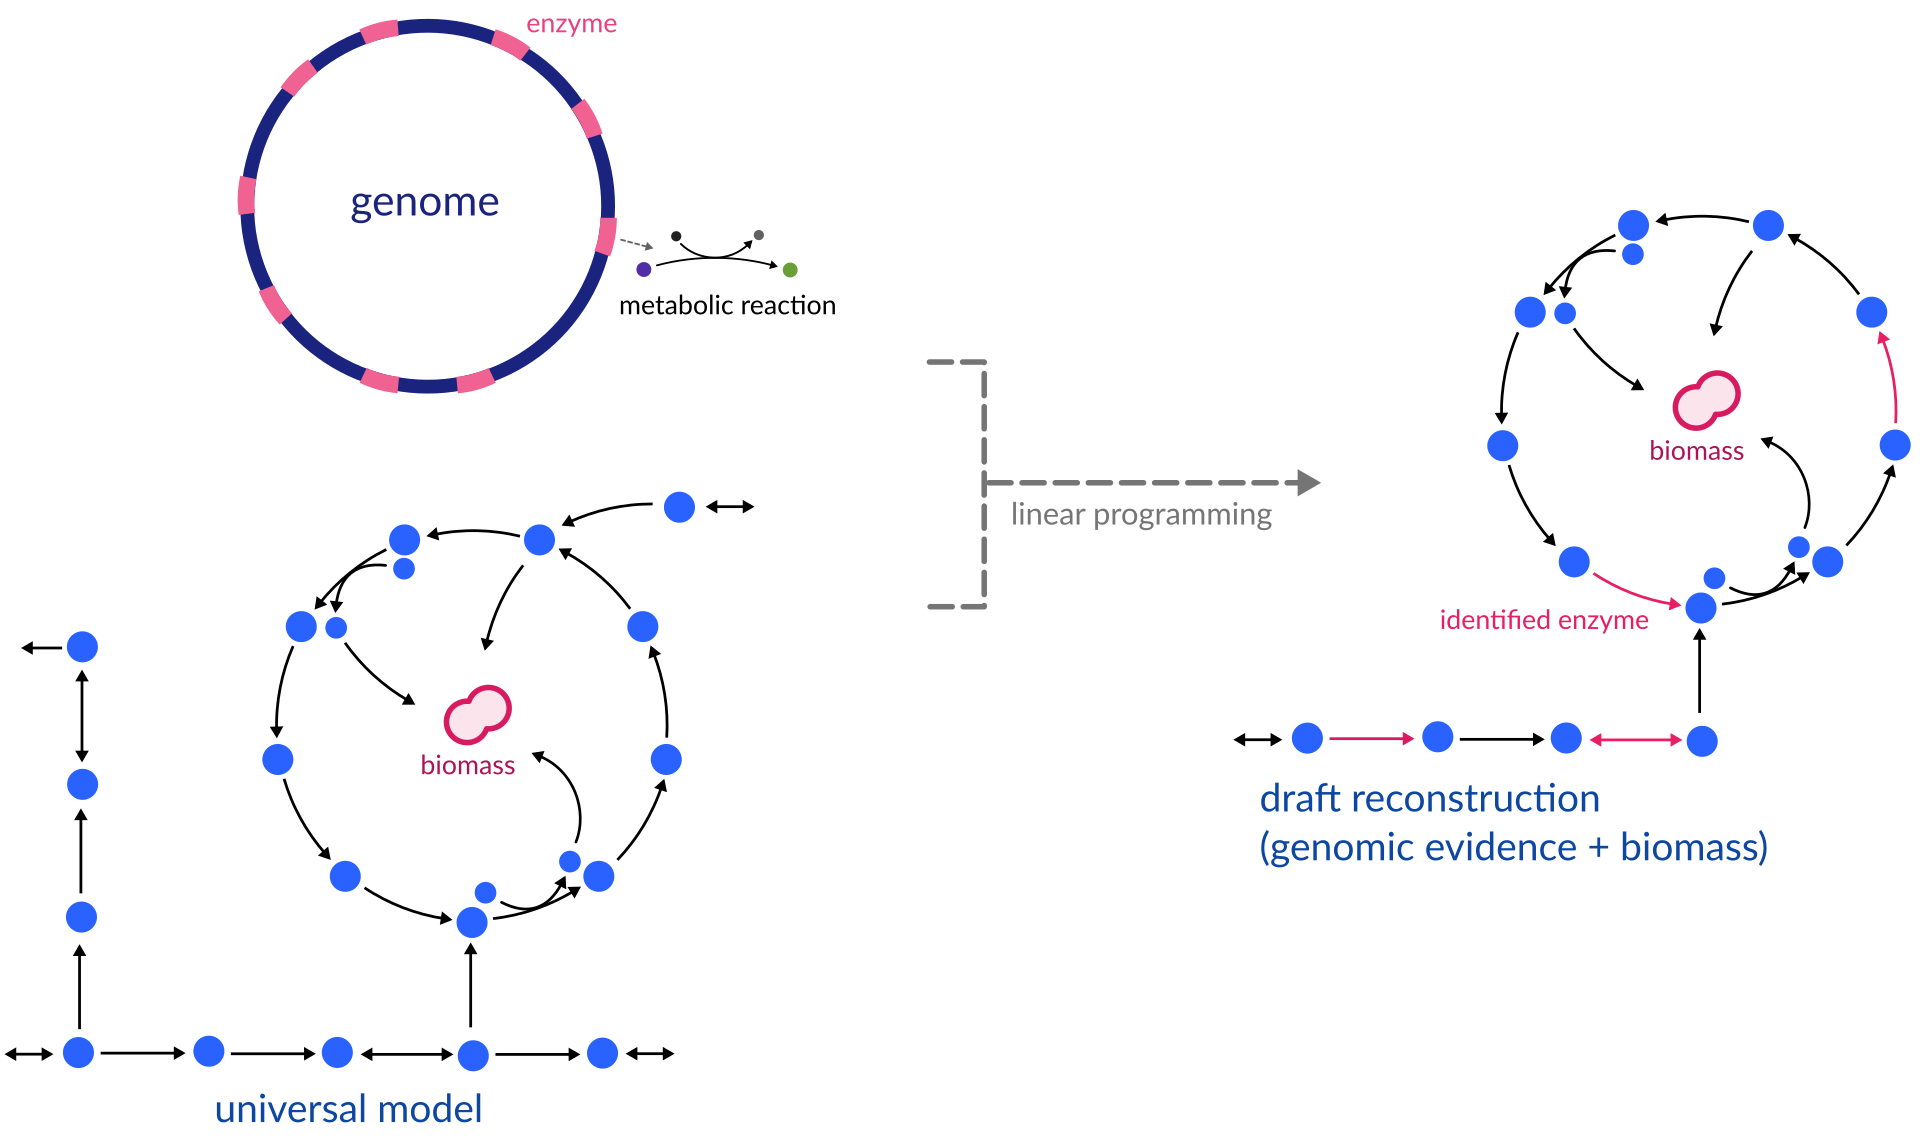 enzyme
genome
metabolic reaction
biomass
universal model
linear programming
biomass
identified enzyme
draft reconstruction
(genomic evidence + biomass)